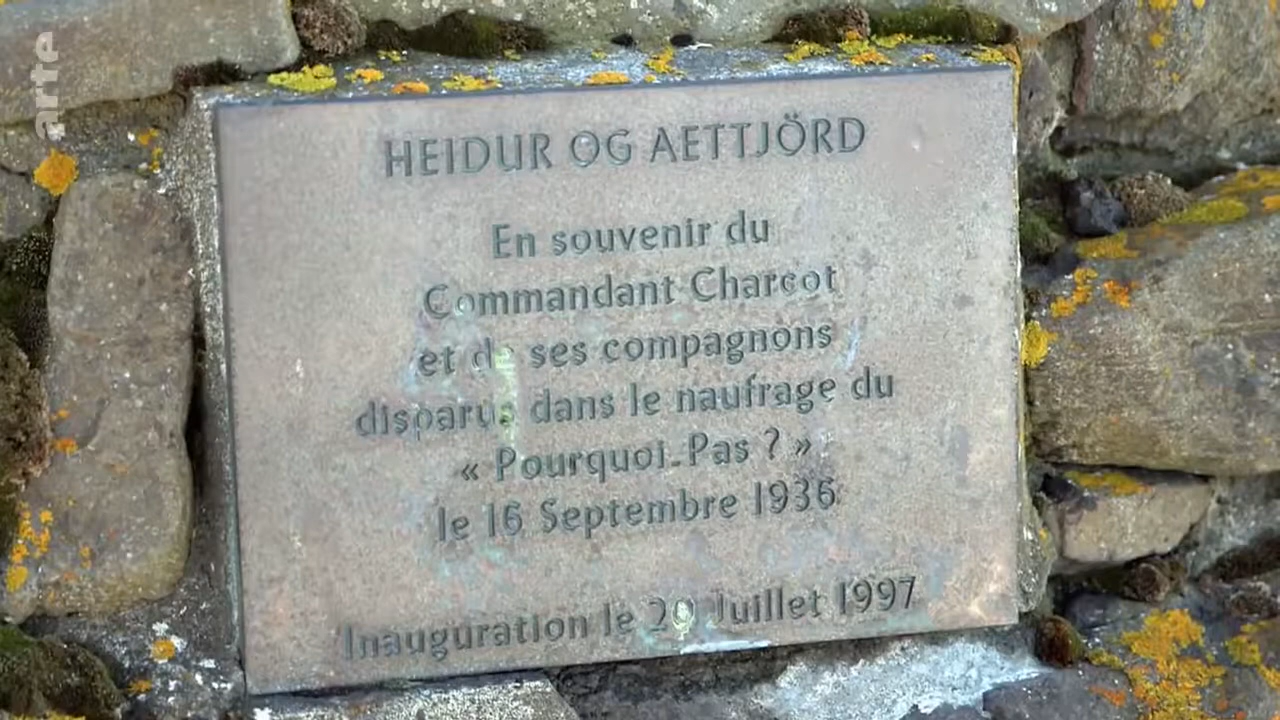 arte
HEIDUR OG AETTJÖRD
En souvenir du
Commandant Charcot
et de ses compagnons
disparus dans le naufrage du
« Pourquoi-Pas ? »
le 16 Septembre 1936
Inauguration le 20 Juillet 1997